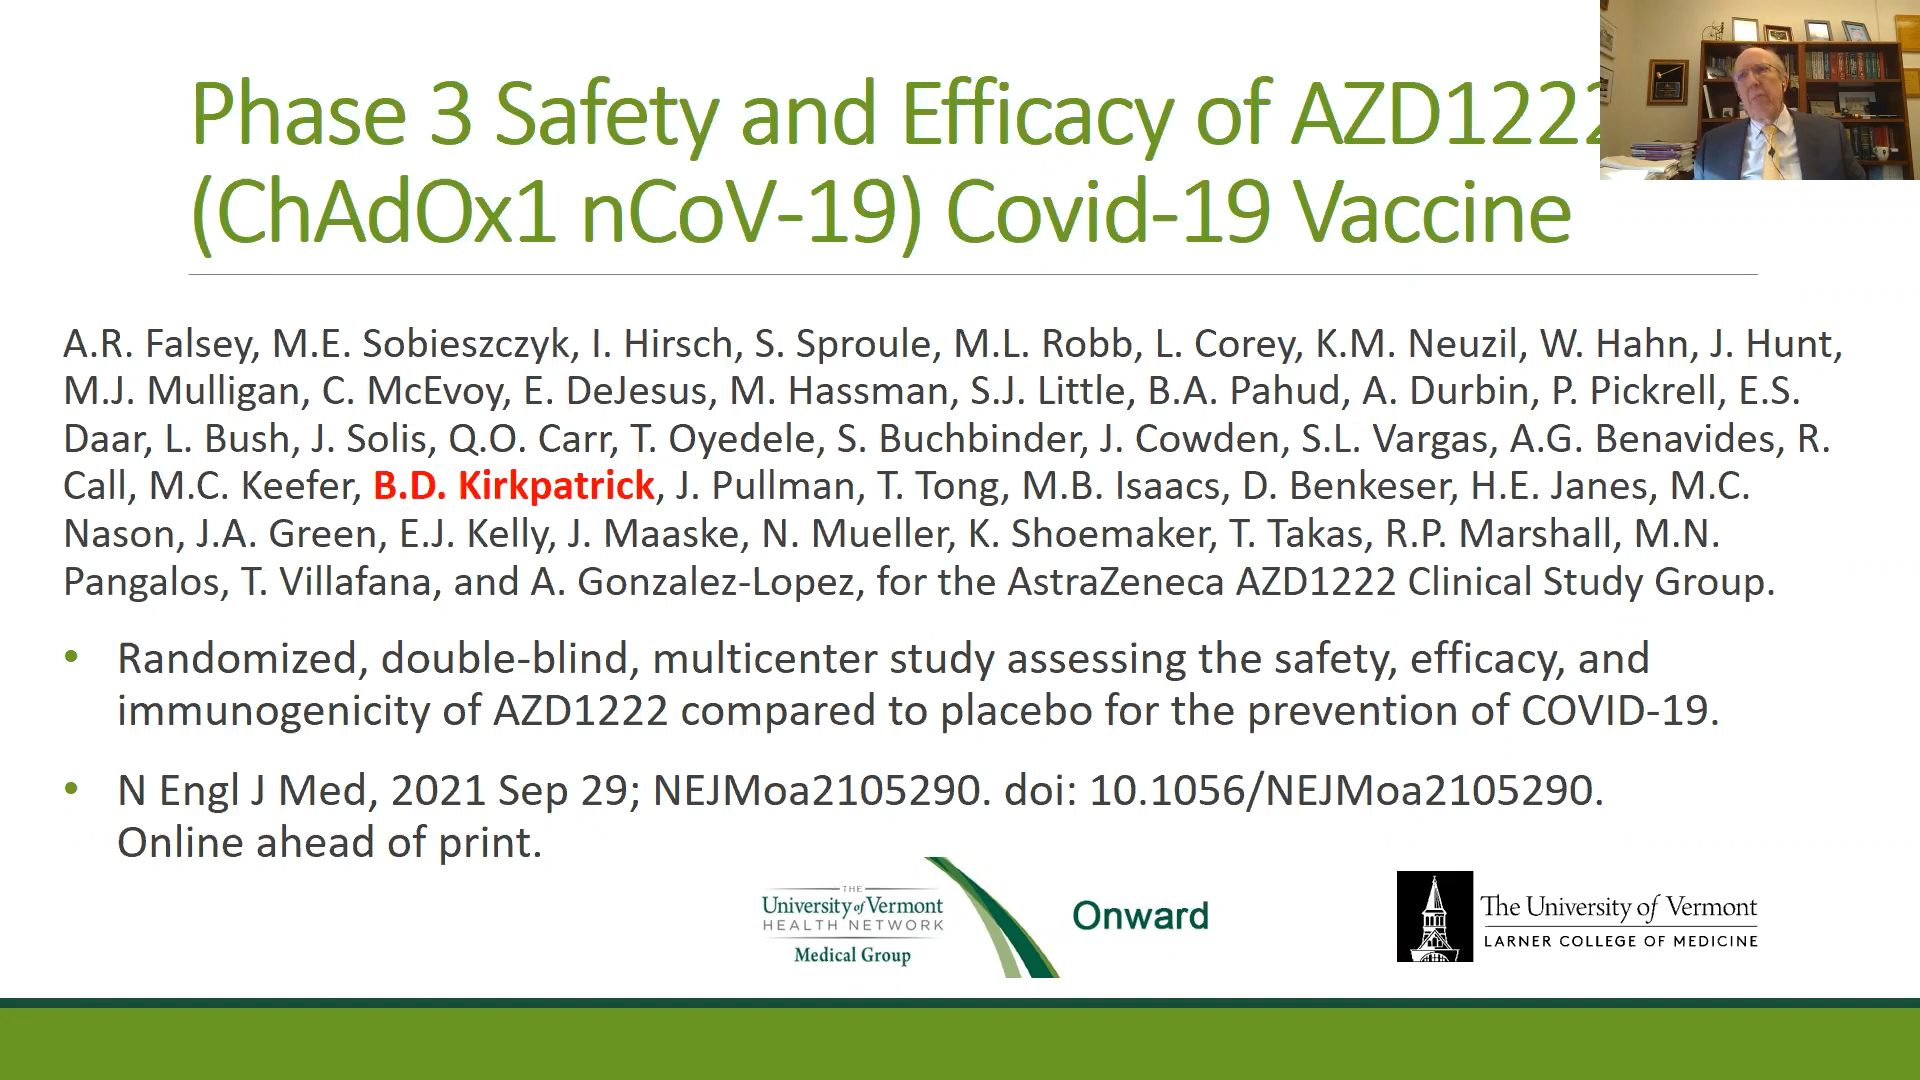 Phase 3 Safety and Efficacy of AZD1222
(ChAdOx1 nCoV-19) Covid-19 Vaccine
A.R. Falsey, M.E. Sobieszczyk, I. Hirsch, S. Sproule, M.L. Robb, L. Corey, K.M. Neuzil, W. Hahn, J. Hunt,
M.J. Mulligan, C. McEvoy, E. DeJesus, M. Hassman, S.J. Little, B.A. Pahud, A. Durbin, P. Pickrell, E.S.
Daar, L. Bush, J. Solis, Q.O. Carr, T. Oyedele, S. Buchbinder, J. Cowden, S.L. Vargas, A.G. Benavides, R.
Call, M.C. Keefer, B.D. Kirkpatrick, J. Pullman, T. Tong, M.B. Isaacs, D. Benkeser, H.E. Janes, M.C.
Nason, J.A. Green, E.J. Kelly, J. Maaske, N. Mueller, K. Shoemaker, T. Takas, R.P. Marshall, M.N.
Pangalos, T. Villafana, and A. Gonzalez-Lopez, for the AstraZeneca AZD1222 Clinical Study Group.
• Randomized, double-blind, multicenter study assessing the safety, efficacy, and
immunogenicity of AZD1222 compared to placebo for the prevention of COVID-19.
• N Engl J Med, 2021 Sep 29; NEJMoa2105290. doi: 10.1056/NEJMoa2105290.
Online ahead of print.
THE
University of Vermont
HEALTH NETWORK
Medical Group
Onward
The University of Vermont
LARNER COLLEGE OF MEDICINE